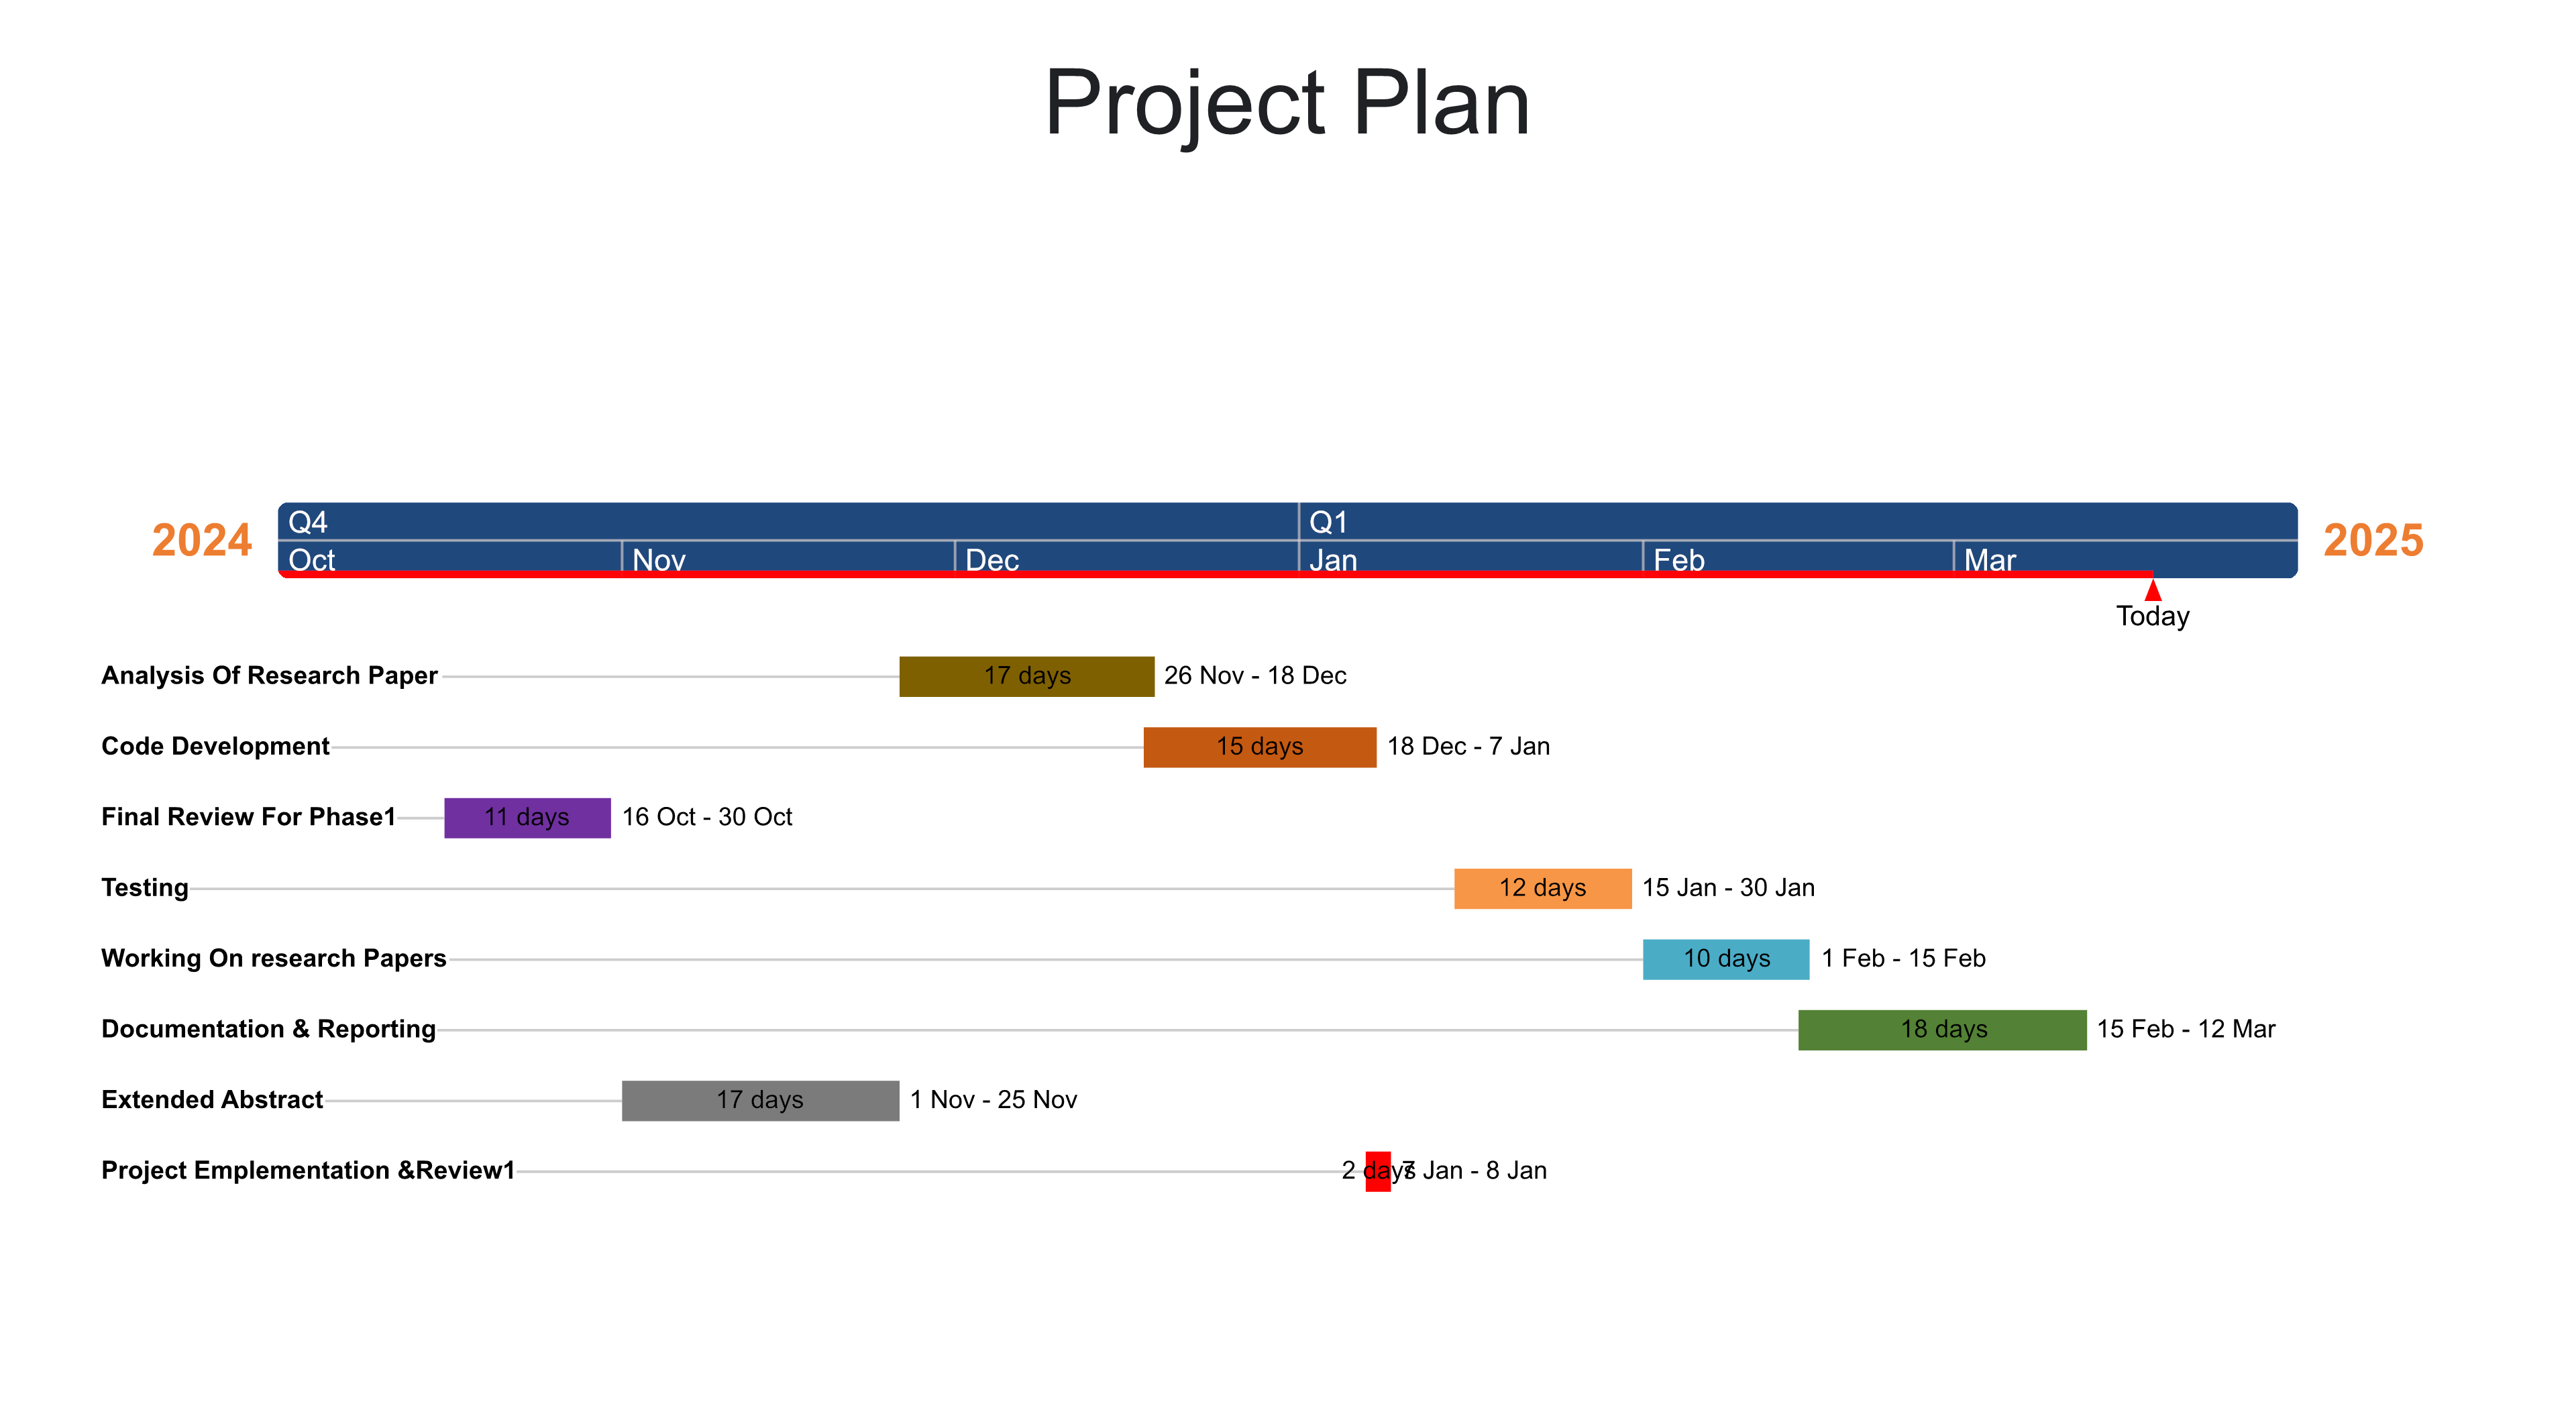 Project Plan
2024
Q4 Q1
2025
Oct Nov Dec Jan Feb Mar
Today
Analysis Of Research Paper 17 days 26 Nov - 18 Dec
Code Development 15 days 18 Dec - 7 Jan
Final Review For Phase1 11 days 16 Oct - 30 Oct
Testing 12 days 15 Jan - 30 Jan
Working On research Papers 10 days 1 Feb - 15 Feb
Documentation & Reporting 18 days 15 Feb - 12 Mar
Extended Abstract 17 days 1 Nov - 25 Nov
Project Emplementation &Review1 2 days 7 Jan - 8 Jan